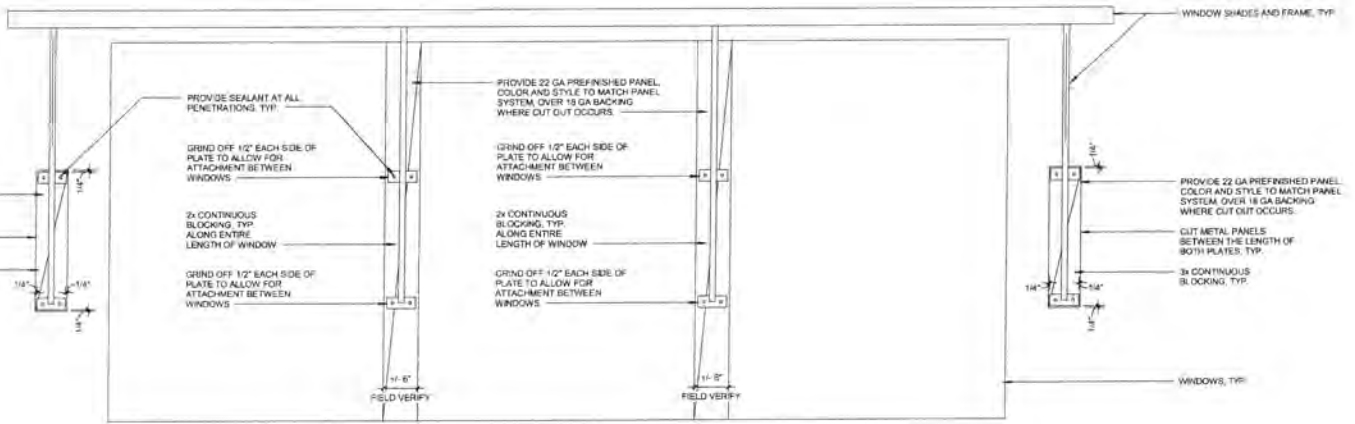 WINDOW SHADES AND FRAME, TYP.
PROVIDE SEALANT AT ALL
PENETRATIONS, TYP.
GRIND OFF 1/2" EACH SIDE OF
PLATE TO ALLOW FOR
ATTACHMENT BETWEEN
WINDOWS
2x CONTINUOUS
BLOCKING, TYP.
ALONG ENTIRE
LENGTH OF WINDOW
GRIND OFF 1/2" EACH SIDE OF
PLATE TO ALLOW FOR
ATTACHMENT BETWEEN
WINDOWS
PROVIDE 22 GA PREFINISHED PANEL,
COLOR AND STYLE TO MATCH PANEL
SYSTEM, OVER 18 GA BACKING
WHERE CUT OUT OCCURS.
GRIND OFF 1/2" EACH SIDE OF
PLATE TO ALLOW FOR
ATTACHMENT BETWEEN
WINDOWS
2x CONTINUOUS
BLOCKING, TYP.
ALONG ENTIRE
LENGTH OF WINDOW
GRIND OFF 1/2" EACH SIDE OF
PLATE TO ALLOW FOR
ATTACHMENT BETWEEN
WINDOWS
PROVIDE 22 GA PREFINISHED PANEL,
COLOR AND STYLE TO MATCH PANEL
SYSTEM, OVER 18 GA BACKING
WHERE CUT OUT OCCURS.
CUT METAL PANELS
BETWEEN THE LENGTH OF
BOTH PLATES, TYP.
3x CONTINUOUS
BLOCKING, TYP.
WINDOWS, TYP.
1/4"
1/4"
1/4"
1/4"
1/4"
1/4"
1/4"
1/4"
FIELD VERIFY
FIELD VERIFY